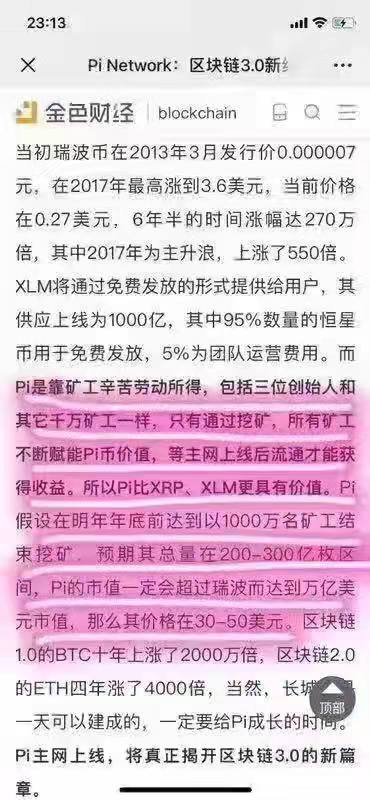 23:13
Pi Network：区块链3.0新
金色财经 | blockchain
当初瑞波币在2013年3月发行价0.000007
元，在2017年最高涨到3.6美元，当前价格
在0.27美元，6年半的时间涨幅达270万
倍，其中2017年为主升浪，上涨了550倍。
XLM将通过免费发放的形式提供给用户，其
供应上线为1000亿，其中95%数量的恒星
币用于免费发放，5%为团队运营费用。而
Pi是靠矿工辛苦劳动所得，包括三位创始人和
其它千万矿工一样，只有通过挖矿，所有矿工
不断赋能Pi币价值，等主网上线后流通才能获
得收益。所以Pi比XRP、XLM更具有价值。Pi
假设在明年年底前达到以1000万名矿工结
束挖矿，预期其总量在200-300亿枚区
间，Pi的市值一定会超过瑞波而达到万亿美
元市值，那么其价格在30-50美元。区块链
1.0的BTC十年上涨了2000万倍，区块链2.0
的ETH四年涨了4000倍，当然，长城
一天可以建成的，一定要给Pi成长的时间。
顶部
Pi主网上线，将真正揭开区块链3.0的新篇
章。